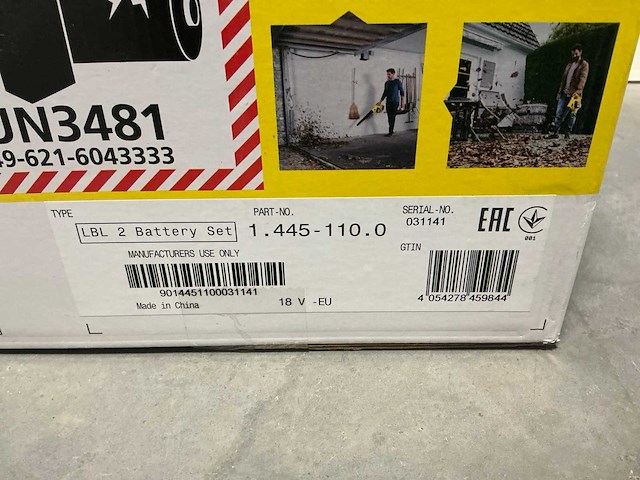 UN3481
49-621-6043333
TYPE
LBL 2 Battery Set
PART-NO.
1.445-110.0
SERIAL-NO.
031141
EAC
001
MANUFACTURERS USE ONLY
9014451100031141
Made in China
18 V -EU
GTIN
4 054278 459844